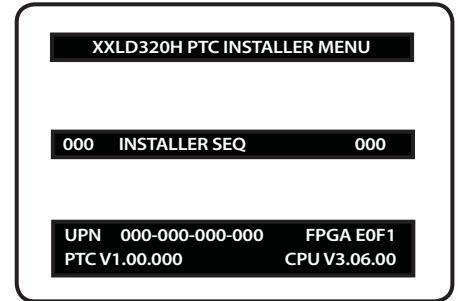 XXLD320H PTC INSTALLER MENU
000 INSTALLER SEQ 000
UPN 000-000-000-000 FPGA E0F1
PTC V1.00.000 CPU V3.06.00